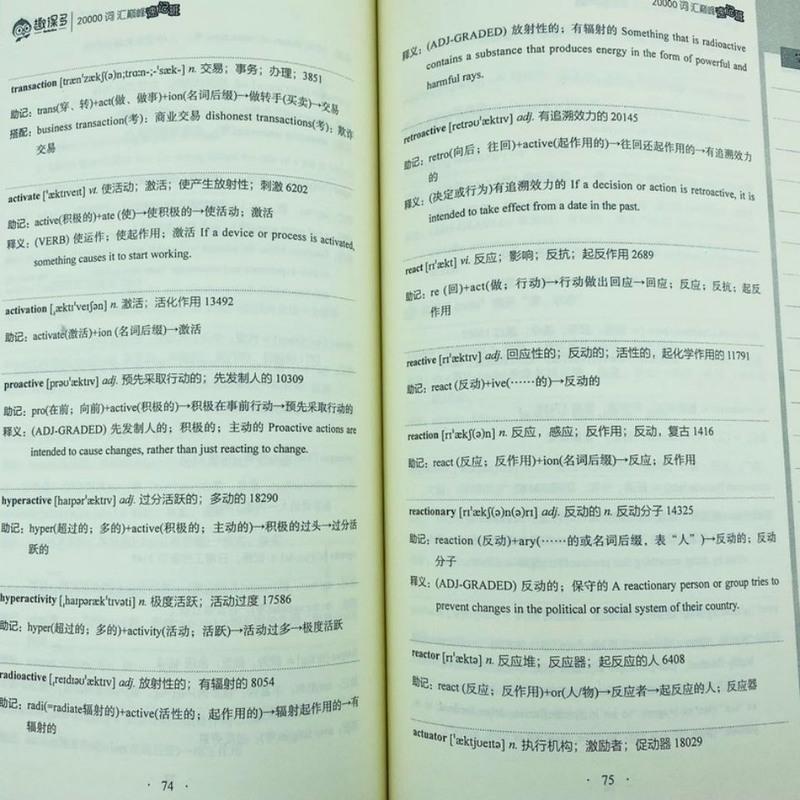 趣课多 20000 词 汇巅峰速记班
transaction [træn'zækʃ(ə)n;trɑːn-;-'sæk-] n. 交易；事务；办理；3851
助记：trans(穿、转)+act(做、做事)+ion(名词后缀)→做转手(买卖)→交易
搭配：business transaction(考)：商业交易 dishonest transactions(考)：欺诈
交易
activate ['æktɪveɪt] vt. 使活动；激活；使产生放射性；刺激 6202
助记：active(积极的)+ate (使)→使积极的→使活动；激活
释义：(VERB) 使运作；使起作用；激活 If a device or process is activated,
something causes it to start working.
activation [,æktɪ'veɪʃən] n. 激活；活化作用 13492
助记：activate(激活)+ion (名词后缀)→激活
proactive [prəʊ'æktɪv] adj. 预先采取行动的；先发制人的 10309
助记：pro(在前；向前)+active(积极的)→积极在事前行动→预先采取行动的
释义：(ADJ-GRADED) 先发制人的；积极的；主动的 Proactive actions are
intended to cause changes, rather than just reacting to change.
hyperactive [haɪpər'æktɪv] adj. 过分活跃的；多动的 18290
助记：hyper(超过的；多的)+active(积极的；主动的)→积极的过头→过分活
跃的
hyperactivity [,haɪpəræk'tɪvəti] n. 极度活跃；活动过度 17586
助记：hyper(超过的；多的)+activity(活动；活跃)→活动过多→极度活跃
radioactive [,reɪdɪəʊ'æktɪv] adj. 放射性的；有辐射的 8054
助记：radi(=radiate辐射的)+active(活性的；起作用的)→辐射起作用的→有
辐射的
· 74 ·
20000 词 汇巅峰速记班
释义：(ADJ-GRADED) 放射性的；有辐射的 Something that is radioactive
contains a substance that produces energy in the form of powerful and
harmful rays.
retroactive [retrəʊ'æktɪv] adj. 有追溯效力的 20145
助记：retro(向后；往回)+active(起作用的)→往回还起作用的→有追溯效力
的
释义：(决定或行为)有追溯效力的 If a decision or action is retroactive, it is
intended to take effect from a date in the past.
react [rɪ'ækt] vi. 反应；影响；反抗；起反作用 2689
助记：re (回)+act(做；行动)→行动做出回应→回应；反应；反抗；起反
作用
reactive [rɪ'æktɪv] adj. 回应性的；反动的；活性的，起化学作用的 11791
助记：react (反动)+ive(……的)→反动的
reaction [rɪ'ækʃ(ə)n] n. 反应，感应；反作用；反动，复古 1416
助记：react (反应；反作用)+ion(名词后缀)→反应；反作用
reactionary [rɪ'ækʃ(ə)n(ə)rɪ] adj. 反动的 n. 反动分子 14325
助记：reaction (反动)+ary(……的或名词后缀，表“人”)→反动的；反动
分子
释义：(ADJ-GRADED) 反动的；保守的 A reactionary person or group tries to
prevent changes in the political or social system of their country.
reactor [rɪ'æktə] n. 反应堆；反应器；起反应的人 6408
助记：react (反应；反作用)+or(人/物)→反应者→起反应的人；反应器
actuator ['æktjʊeɪtə] n. 执行机构；激励者；促动器 18029
· 75 ·